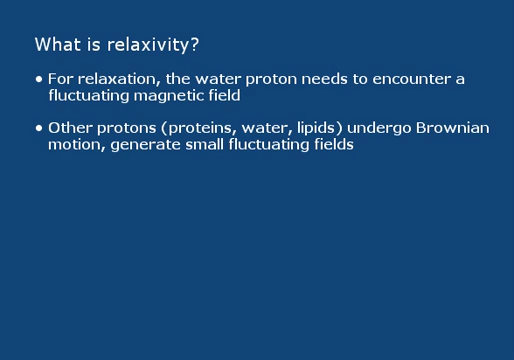 What is relaxivity?
• For relaxation, the water proton needs to encounter a
fluctuating magnetic field
• Other protons (proteins, water, lipids) undergo Brownian
motion, generate small fluctuating fields